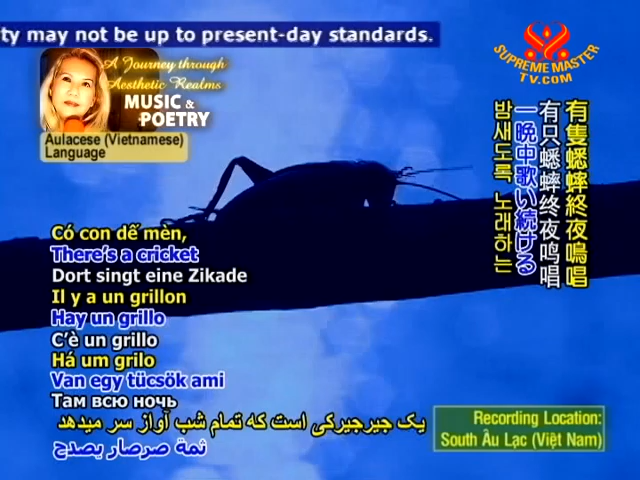 ty may not be up to present-day standards.
SUPREME MASTER
TV.COM
A Journey through
Aesthetic Realms
MUSIC &
POETRY
Aulacese (Vietnamese)
Language
有隻蟋蟀終夜鳴唱
有只蟋蟀终夜鸣唱
一晩中歌い続ける
밤새도록 노래하는
Có con dế mèn,
There's a cricket
Dort singt eine Zikade
Il y a un grillon
Hay un grillo
C'è un grillo
Há um grilo
Van egy tücsök ami
Там всю ночь
یک جیرجیرکی است که تمام شب آواز سر میدهد
ثمة صرصار يصدح
Recording Location:
South Âu Lạc (Việt Nam)